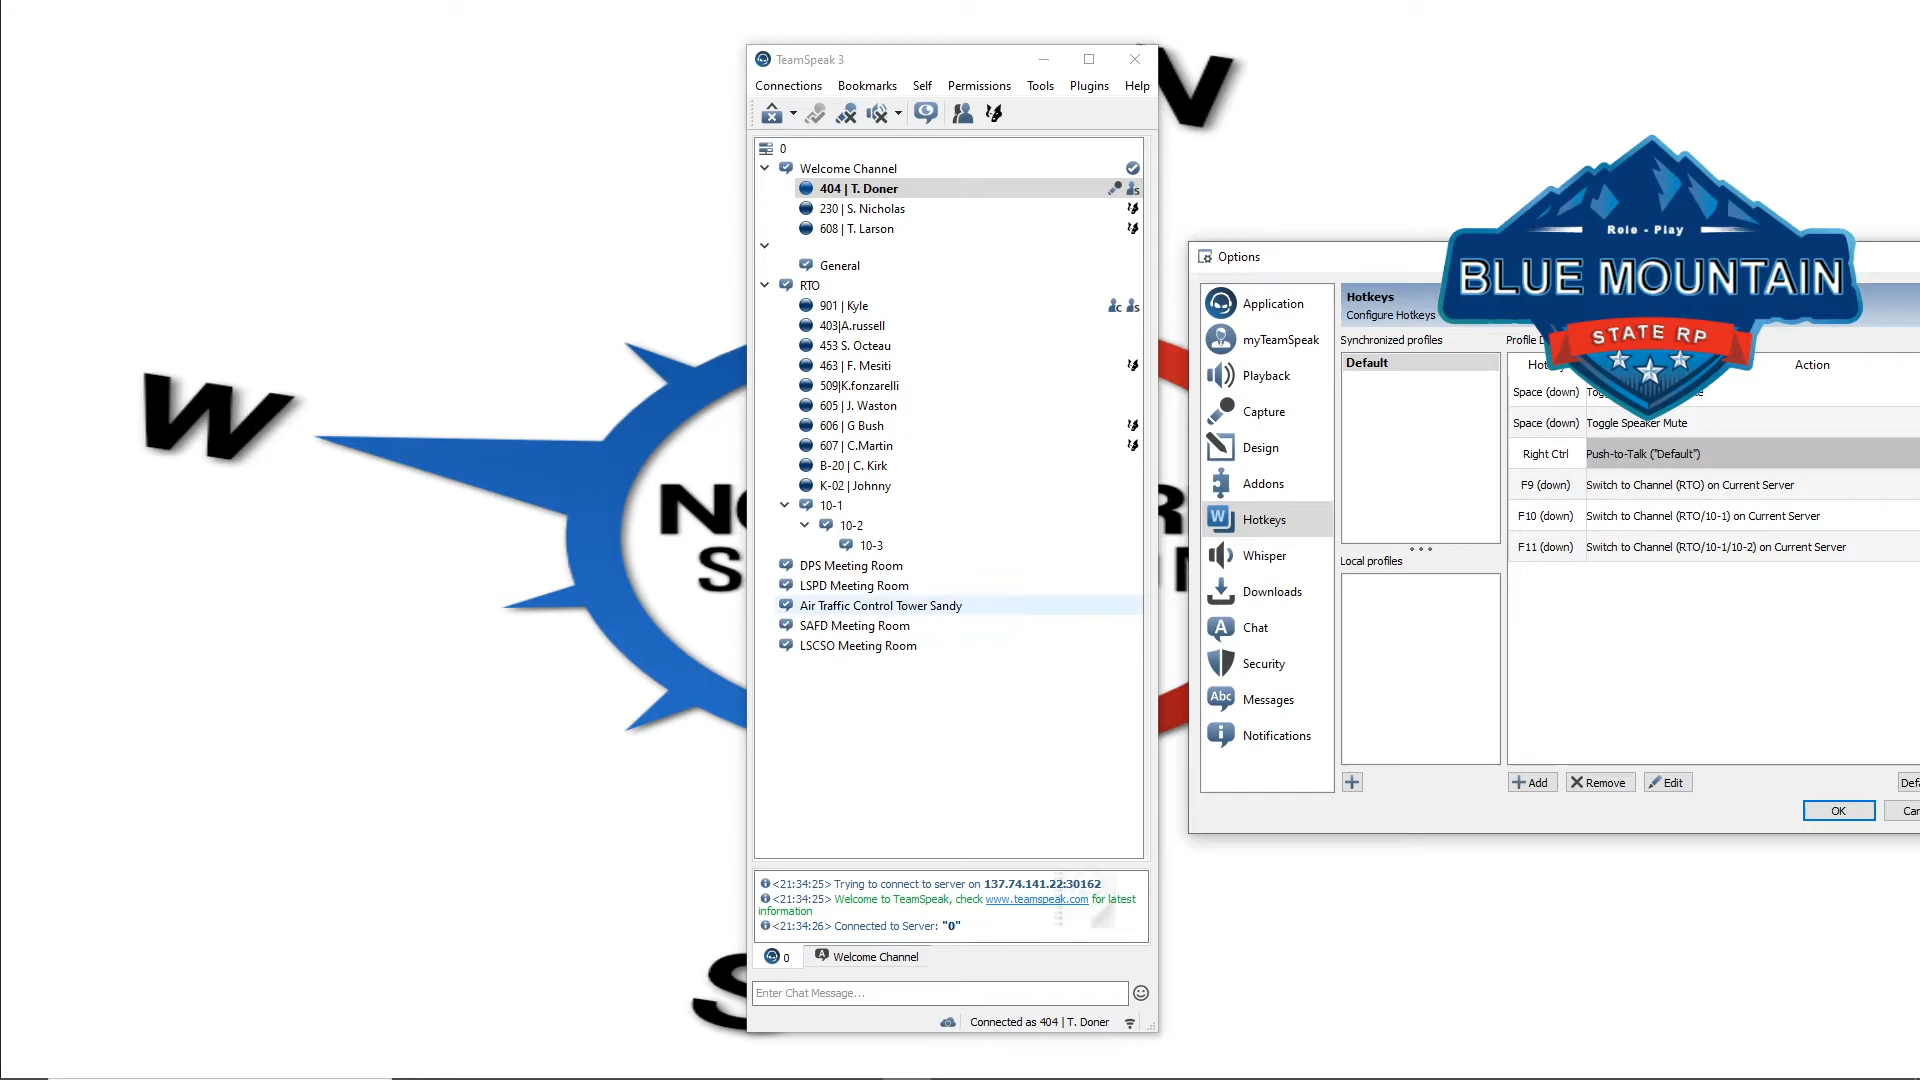 TeamSpeak 3
Connections Bookmarks Self Permissions Tools Plugins Help
0
Welcome Channel
404 | T. Doner
230 | S. Nicholas
608 | T. Larson
General
RTO
901 | Kyle
403|A.russell
453 S. Octeau
463 | F. Mesiti
509|K.fonzarelli
605 | J. Waston
606 | G Bush
607 | C.Martin
B-20 | C. Kirk
K-02 | Johnny
10-1
10-2
10-3
DPS Meeting Room
LSPD Meeting Room
Air Traffic Control Tower Sandy
SAFD Meeting Room
LSCSO Meeting Room
<21:34:25> Trying to connect to server on 137.74.141.22:30162
<21:34:25> Welcome to TeamSpeak, check www.teamspeak.com for latest
information
<21:34:26> Connected to Server: "0"
0 Welcome Channel
Enter Chat Message...
Connected as 404 | T. Doner
Options
Application
myTeamSpeak
Playback
Capture
Design
Addons
Hotkeys
Whisper
Downloads
Chat
Security
Messages
Notifications
Hotkeys
Configure Hotkeys
Synchronized profiles
Default
Local profiles
Profile
Action
Space (down)
Space (down) Toggle Speaker Mute
Right Ctrl Push-to-Talk ("Default")
F9 (down) Switch to Channel (RTO) on Current Server
F10 (down) Switch to Channel (RTO/10-1) on Current Server
F11 (down) Switch to Channel (RTO/10-1/10-2) on Current Server
Add Remove Edit
OK
Role - Play
BLUE MOUNTAIN
STATE RP
W
S